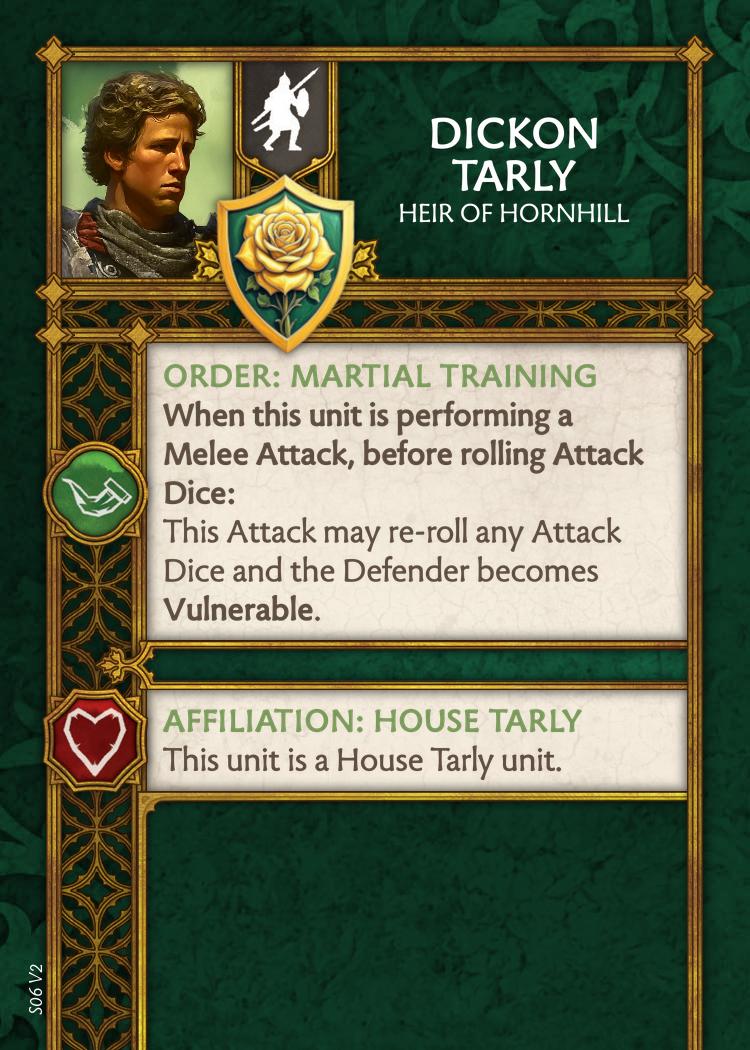 DICKON
TARLY
HEIR OF HORNHILL
ORDER: MARTIAL TRAINING
When this unit is performing a
Melee Attack, before rolling Attack
Dice:
This Attack may re-roll any Attack
Dice and the Defender becomes
Vulnerable.
AFFILIATION: HOUSE TARLY
This unit is a House Tarly unit.
S06 V2